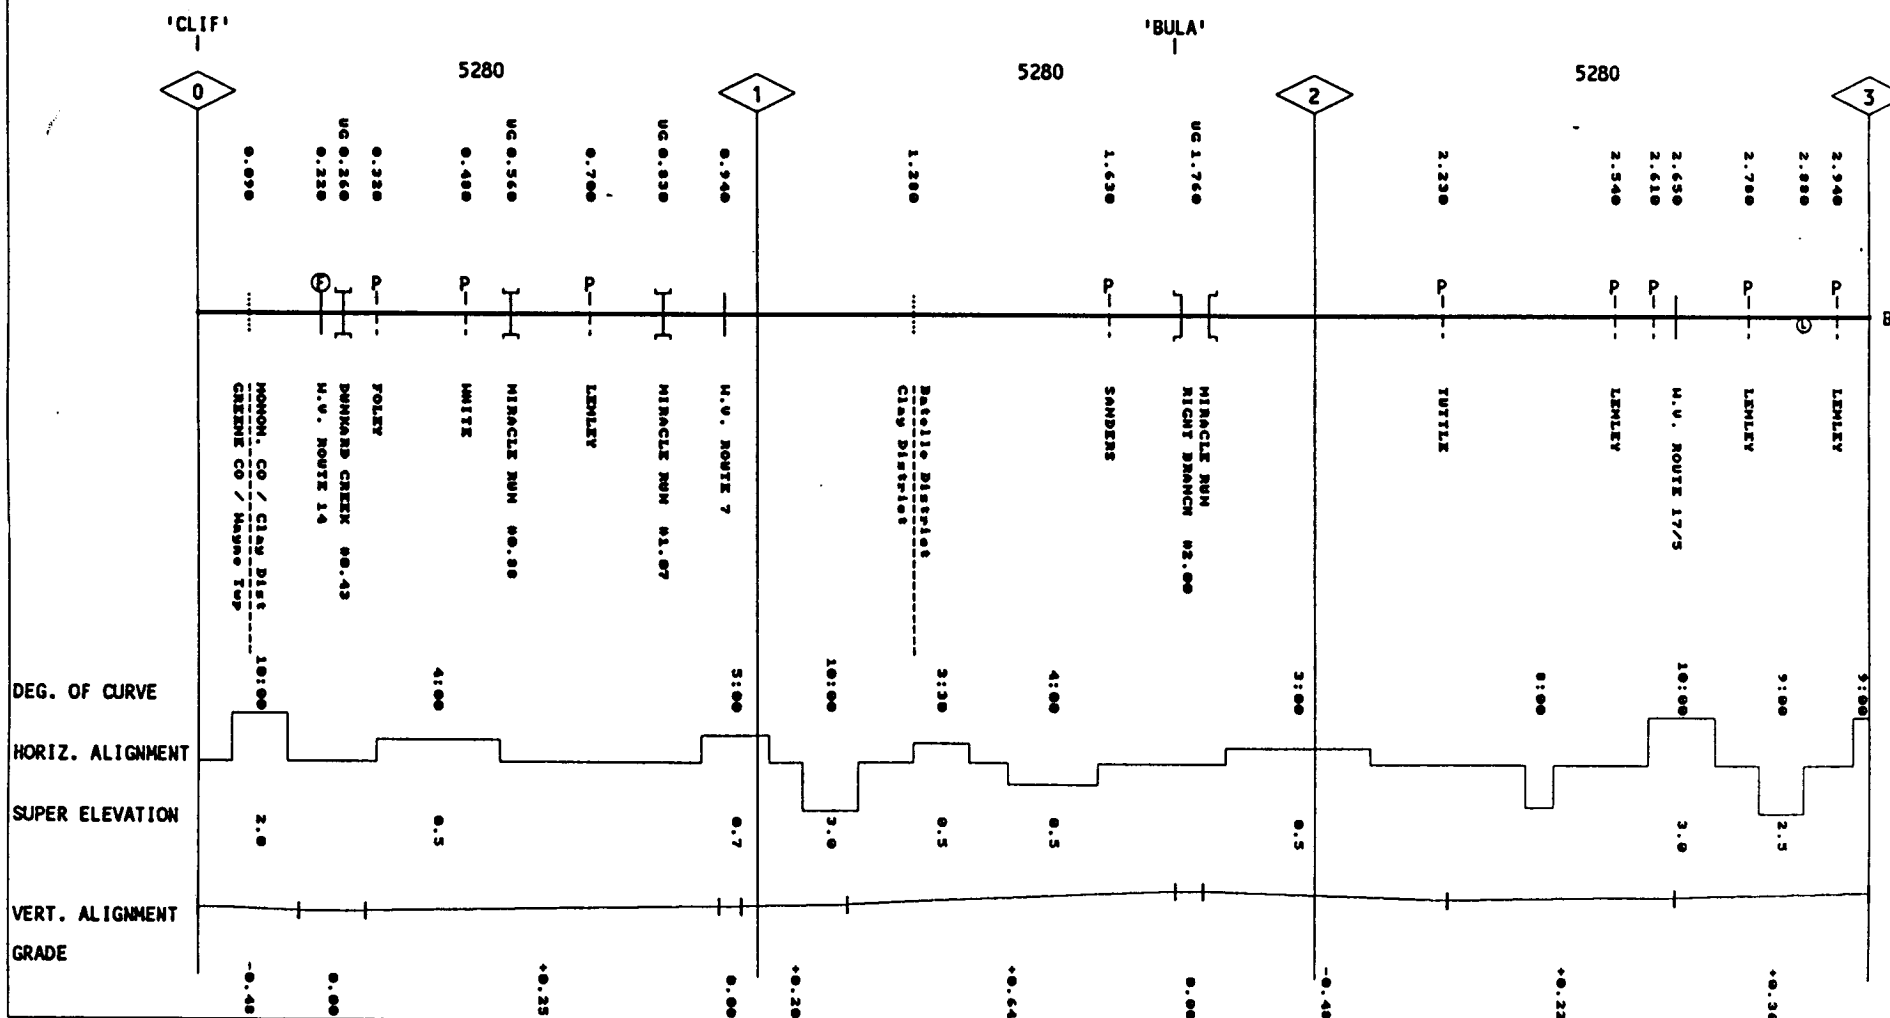 'CLIF'
'BULA'
5280
5280
5280
0
1
2
3
0.090
0.220
UG 0.260
0.320
0.480
UG 0.560
0.700
UG 0.830
0.940
1.280
1.630
UG 1.760
2.230
2.540
2.610
2.650
2.780
2.880
2.940
P
P
P
P
P
P
P
P
P
B
MONON. CO / Clay Dist
GREENE CO / Wayne Twp
W.V. ROUTE 14
DUNKARD CREEK #0.43
FOLEY
WHITE
MIRACLE RUN #0.88
LEMLEY
MIRACLE RUN #1.07
W.V. ROUTE 7
Batelle District
Clay District
SANDERS
MIRACLE RUN
RIGHT BRANCH #2.00
TUTTLE
LEMLEY
W.V. ROUTE 17/5
LEMLEY
LEMLEY
DEG. OF CURVE
10:00
4:00
5:00
10:00
3:30
4:00
3:00
8:00
10:00
9:00
9:00
HORIZ. ALIGNMENT
SUPER ELEVATION
2.0
0.5
0.7
3.0
0.5
0.5
0.5
3.0
2.5
VERT. ALIGNMENT
GRADE
-0.48
0.00
+0.25
0.00
+0.20
+0.64
0.00
-0.48
+0.22